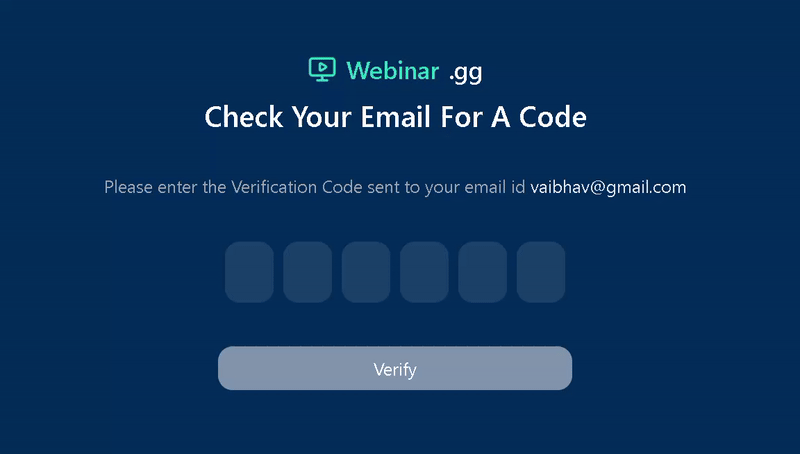 Webinar .gg
Check Your Email For A Code
Please enter the Verification Code sent to your email id vaibhav@gmail.com
Verify